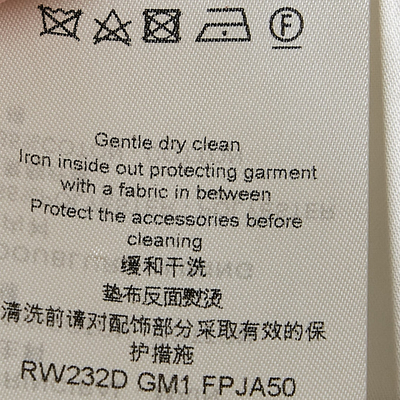 F
Gentle dry clean
Iron inside out protecting garment
with a fabric in between
Protect the accessories before
cleaning
缓和干洗
垫布反面熨烫
清洗前请对配饰部分采取有效的保
护措施
RW232D GM1 FPJA50